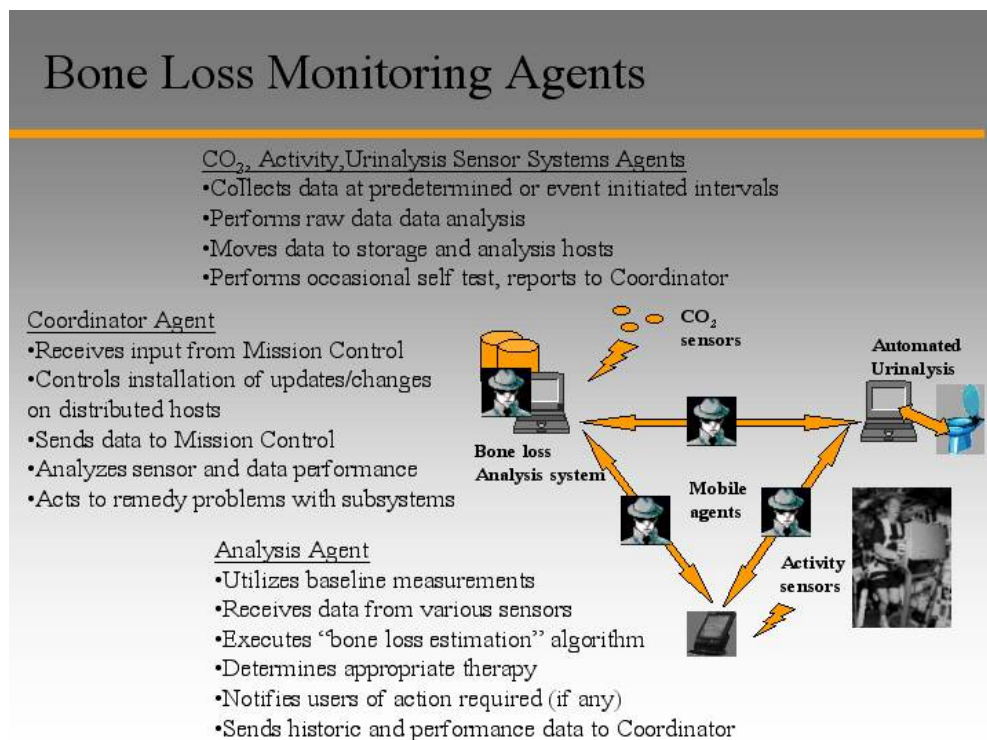 Bone Loss Monitoring Agents
CO₂, Activity,Urinalysis Sensor Systems Agents
•Collects data at predetermined or event initiated intervals
•Performs raw data data analysis
•Moves data to storage and analysis hosts
•Performs occasional self test, reports to Coordinator
Coordinator Agent
•Receives input from Mission Control
•Controls installation of updates/changes
on distributed hosts
•Sends data to Mission Control
•Analyzes sensor and data performance
•Acts to remedy problems with subsystems
CO₂
sensors
Automated
Urinalysis
Bone loss
Analysis system
Mobile
agents
Activity
sensors
Analysis Agent
•Utilizes baseline measurements
•Receives data from various sensors
•Executes “bone loss estimation” algorithm
•Determines appropriate therapy
•Notifies users of action required (if any)
•Sends historic and performance data to Coordinator